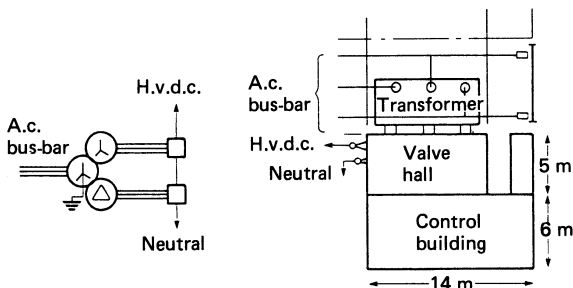 H.v.d.c.
A.c.
bus-bar
Neutral
A.c.
bus-bar
Transformer
H.v.d.c.
Neutral
Valve
hall
5 m
Control
building
6 m
14 m